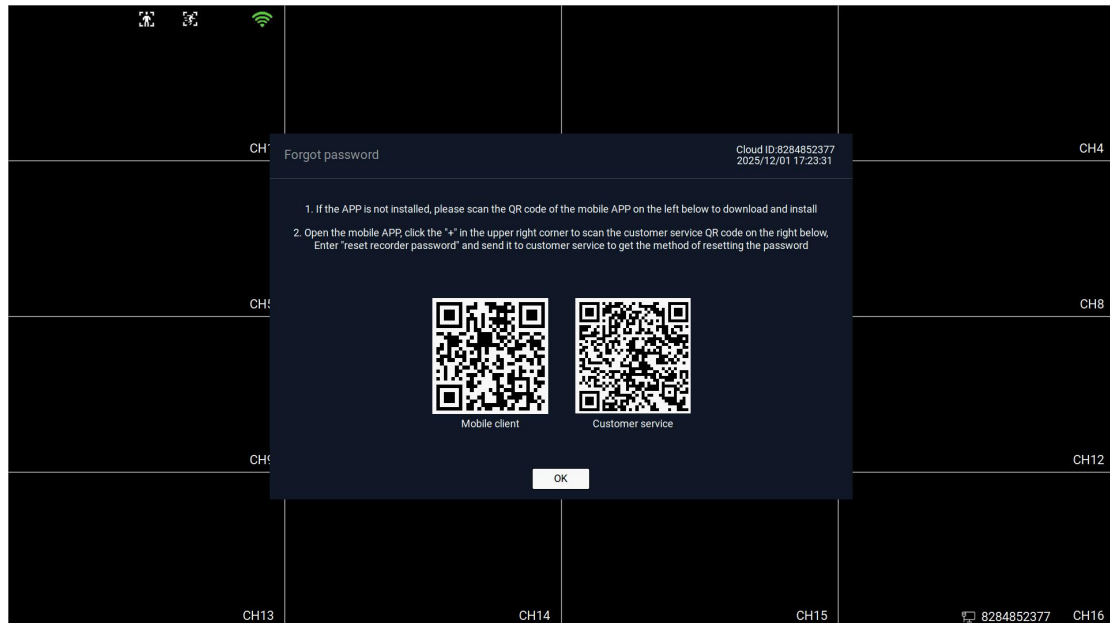 CH4
Forgot password
Cloud ID:8284852377
2025/12/01 17:23:31
1. If the APP is not installed, please scan the QR code of the mobile APP on the left below to download and install
2. Open the mobile APP, click the "+" in the upper right corner to scan the customer service QR code on the right below,
Enter "reset recorder password" and send it to customer service to get the method of resetting the password
CH8
Mobile client
Customer service
CH12
OK
CH13
CH14
CH15
8284852377
CH16